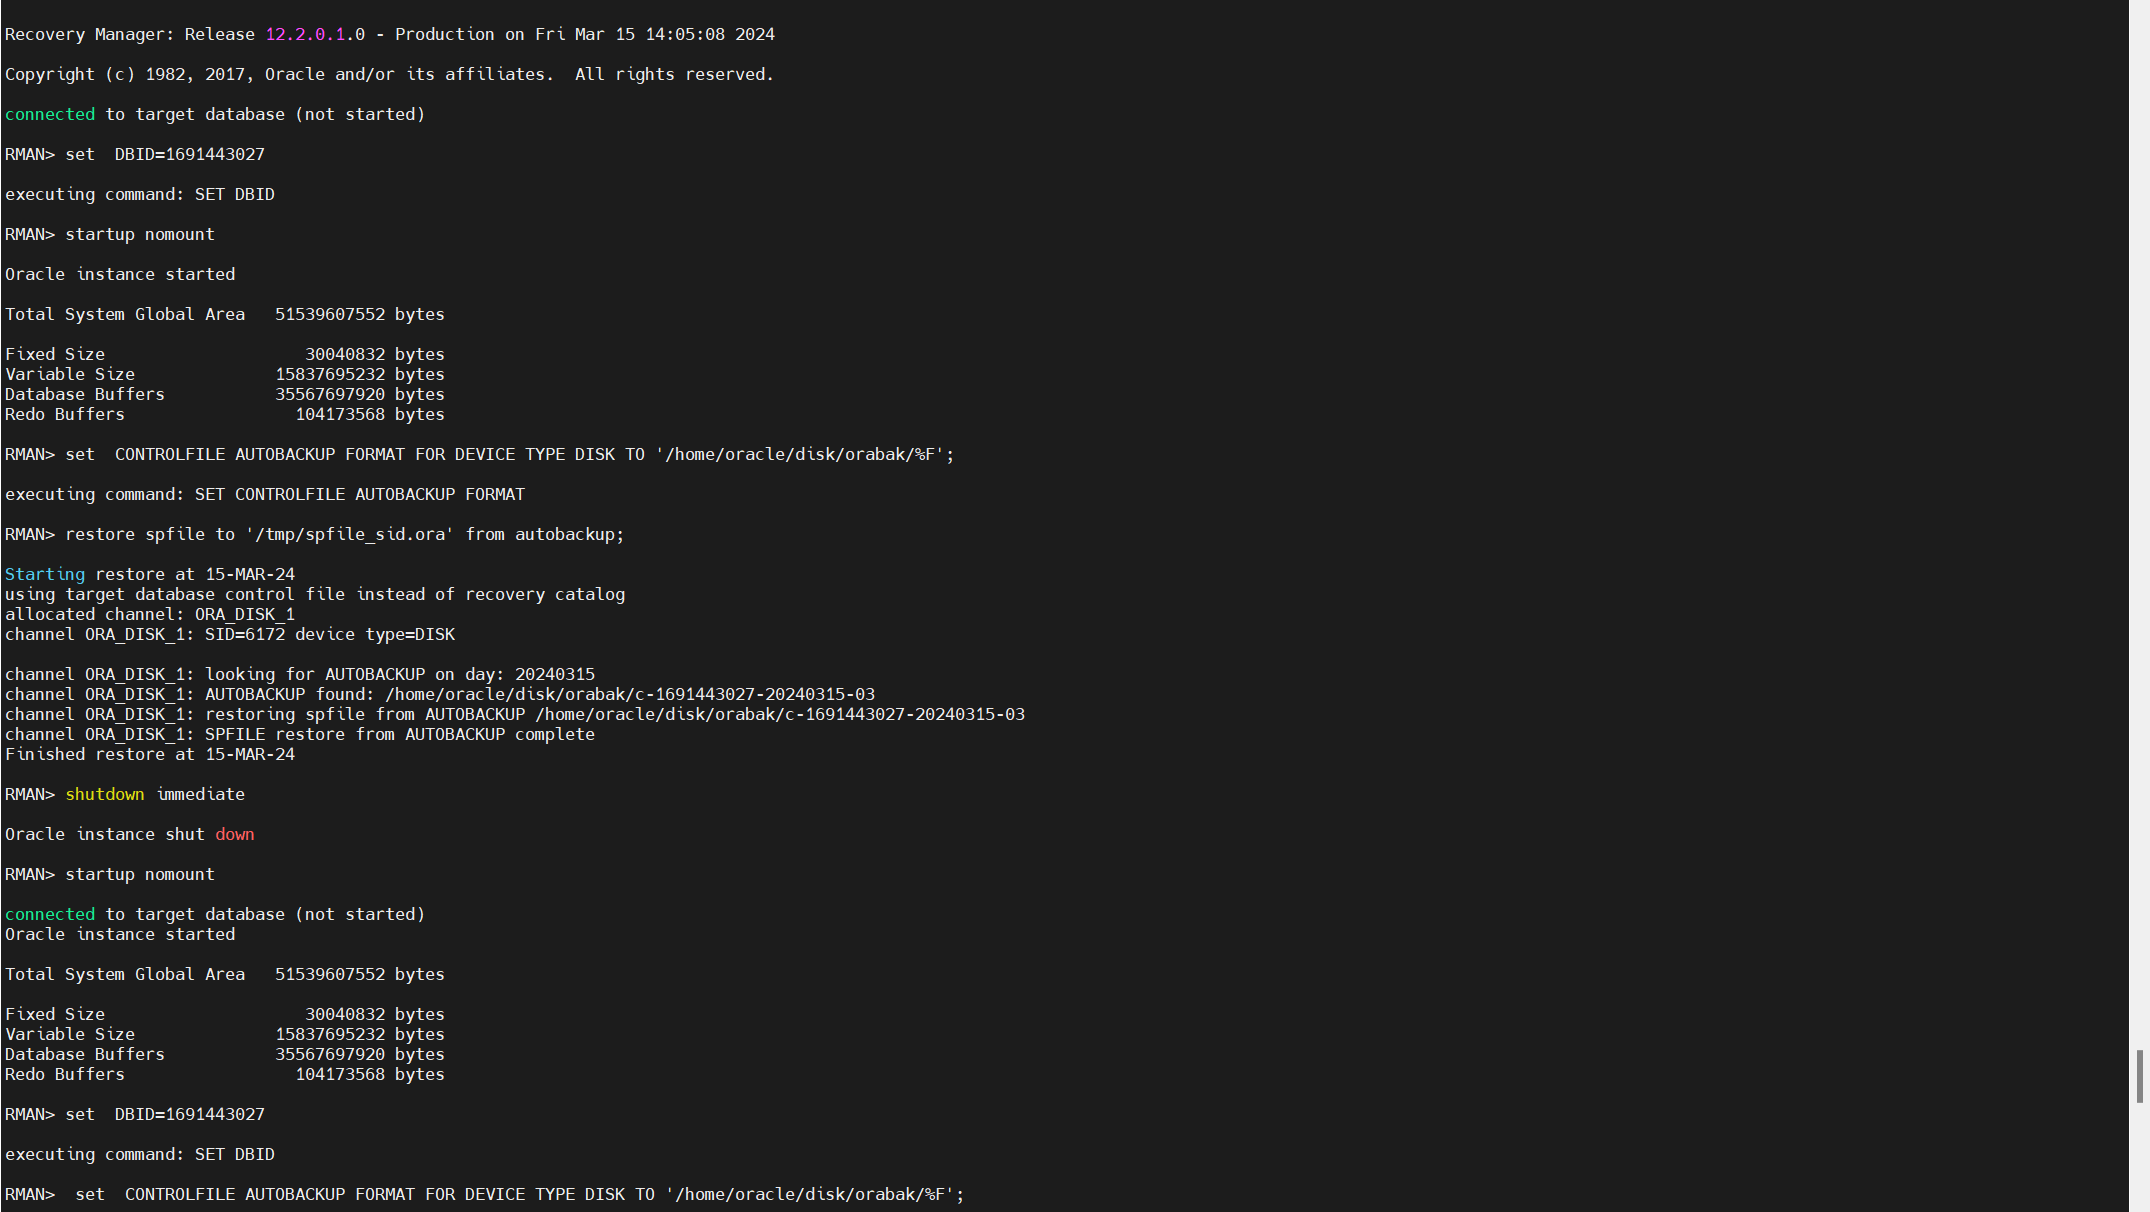 Recovery Manager: Release 12.2.0.1.0 - Production on Fri Mar 15 14:05:08 2024
Copyright (c) 1982, 2017, Oracle and/or its affiliates.  All rights reserved.
connected to target database (not started)
RMAN> set  DBID=1691443027
executing command: SET DBID
RMAN> startup nomount
Oracle instance started
Total System Global Area   51539607552 bytes
Fixed Size                    30040832 bytes
Variable Size              15837695232 bytes
Database Buffers           35567697920 bytes
Redo Buffers                 104173568 bytes
RMAN> set  CONTROLFILE AUTOBACKUP FORMAT FOR DEVICE TYPE DISK TO '/home/oracle/disk/orabak/%F';
executing command: SET CONTROLFILE AUTOBACKUP FORMAT
RMAN> restore spfile to '/tmp/spfile_sid.ora' from autobackup;
Starting restore at 15-MAR-24
using target database control file instead of recovery catalog
allocated channel: ORA_DISK_1
channel ORA_DISK_1: SID=6172 device type=DISK
channel ORA_DISK_1: looking for AUTOBACKUP on day: 20240315
channel ORA_DISK_1: AUTOBACKUP found: /home/oracle/disk/orabak/c-1691443027-20240315-03
channel ORA_DISK_1: restoring spfile from AUTOBACKUP /home/oracle/disk/orabak/c-1691443027-20240315-03
channel ORA_DISK_1: SPFILE restore from AUTOBACKUP complete
Finished restore at 15-MAR-24
RMAN> shutdown immediate
Oracle instance shut down
RMAN> startup nomount
connected to target database (not started)
Oracle instance started
Total System Global Area   51539607552 bytes
Fixed Size                    30040832 bytes
Variable Size              15837695232 bytes
Database Buffers           35567697920 bytes
Redo Buffers                 104173568 bytes
RMAN> set  DBID=1691443027
executing command: SET DBID
RMAN>  set  CONTROLFILE AUTOBACKUP FORMAT FOR DEVICE TYPE DISK TO '/home/oracle/disk/orabak/%F';